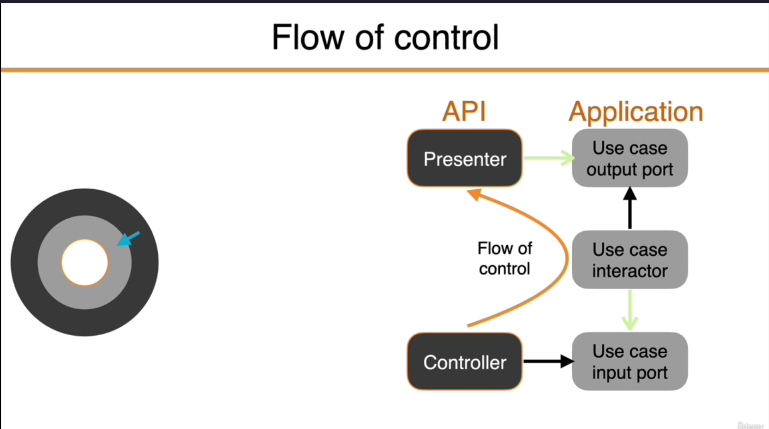 Flow of control
API
Application
Presenter
Use case
output port
Flow of
control
Use case
interactor
Controller
Use case
input port
Udemy